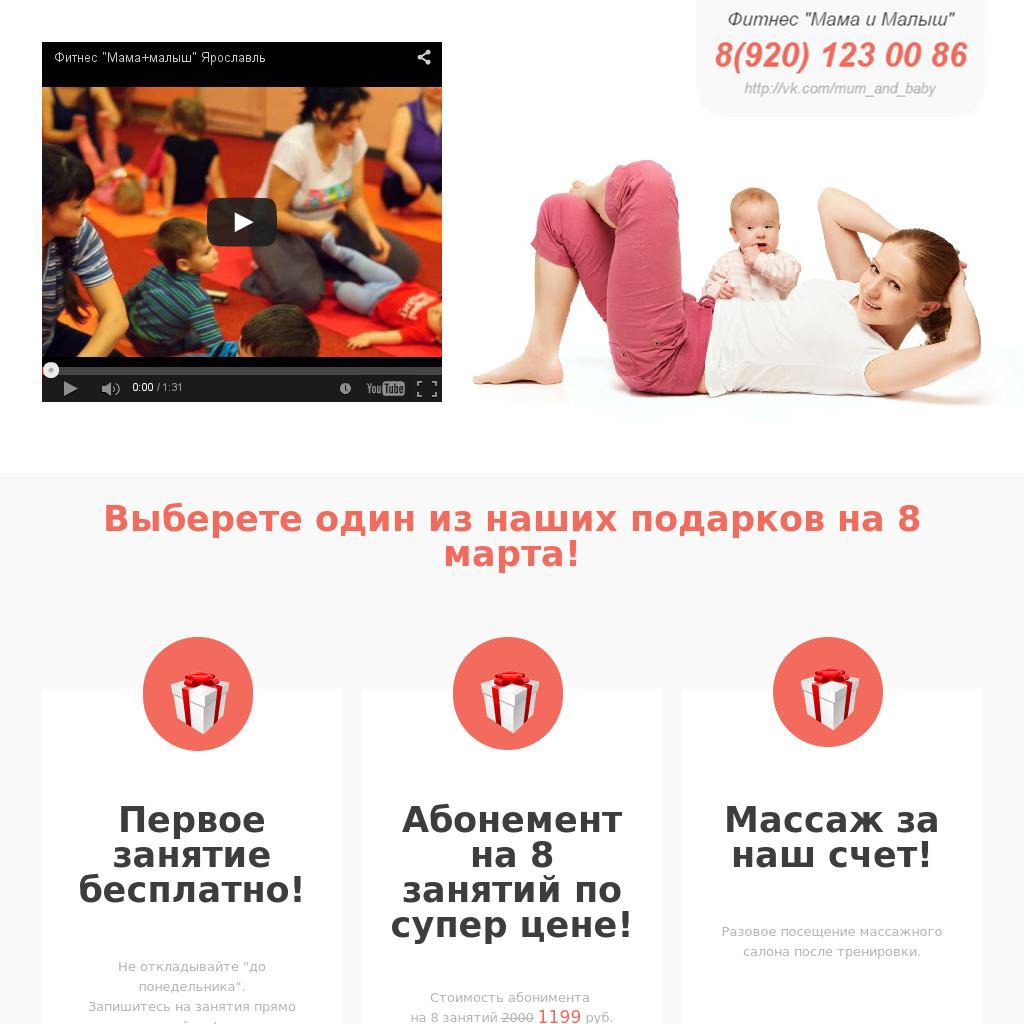 Фитнес "Мама и Малыш"
8(920) 123 00 86
http://vk.com/mum_and_baby
Фитнес "Мама+малыш" Ярославль
0:00 / 1:31
YouTube
Выберете один из наших подарков на 8
марта!
Первое
занятие
бесплатно!
Не откладывайте "до
понедельника".
Запишитесь на занятия прямо
Абонемент
на 8
занятий по
супер цене!
Стоимость абонимента
на 8 занятий 2000 1199 руб.
Массаж за
наш счет!
Разовое посещение массажного
салона после тренировки.